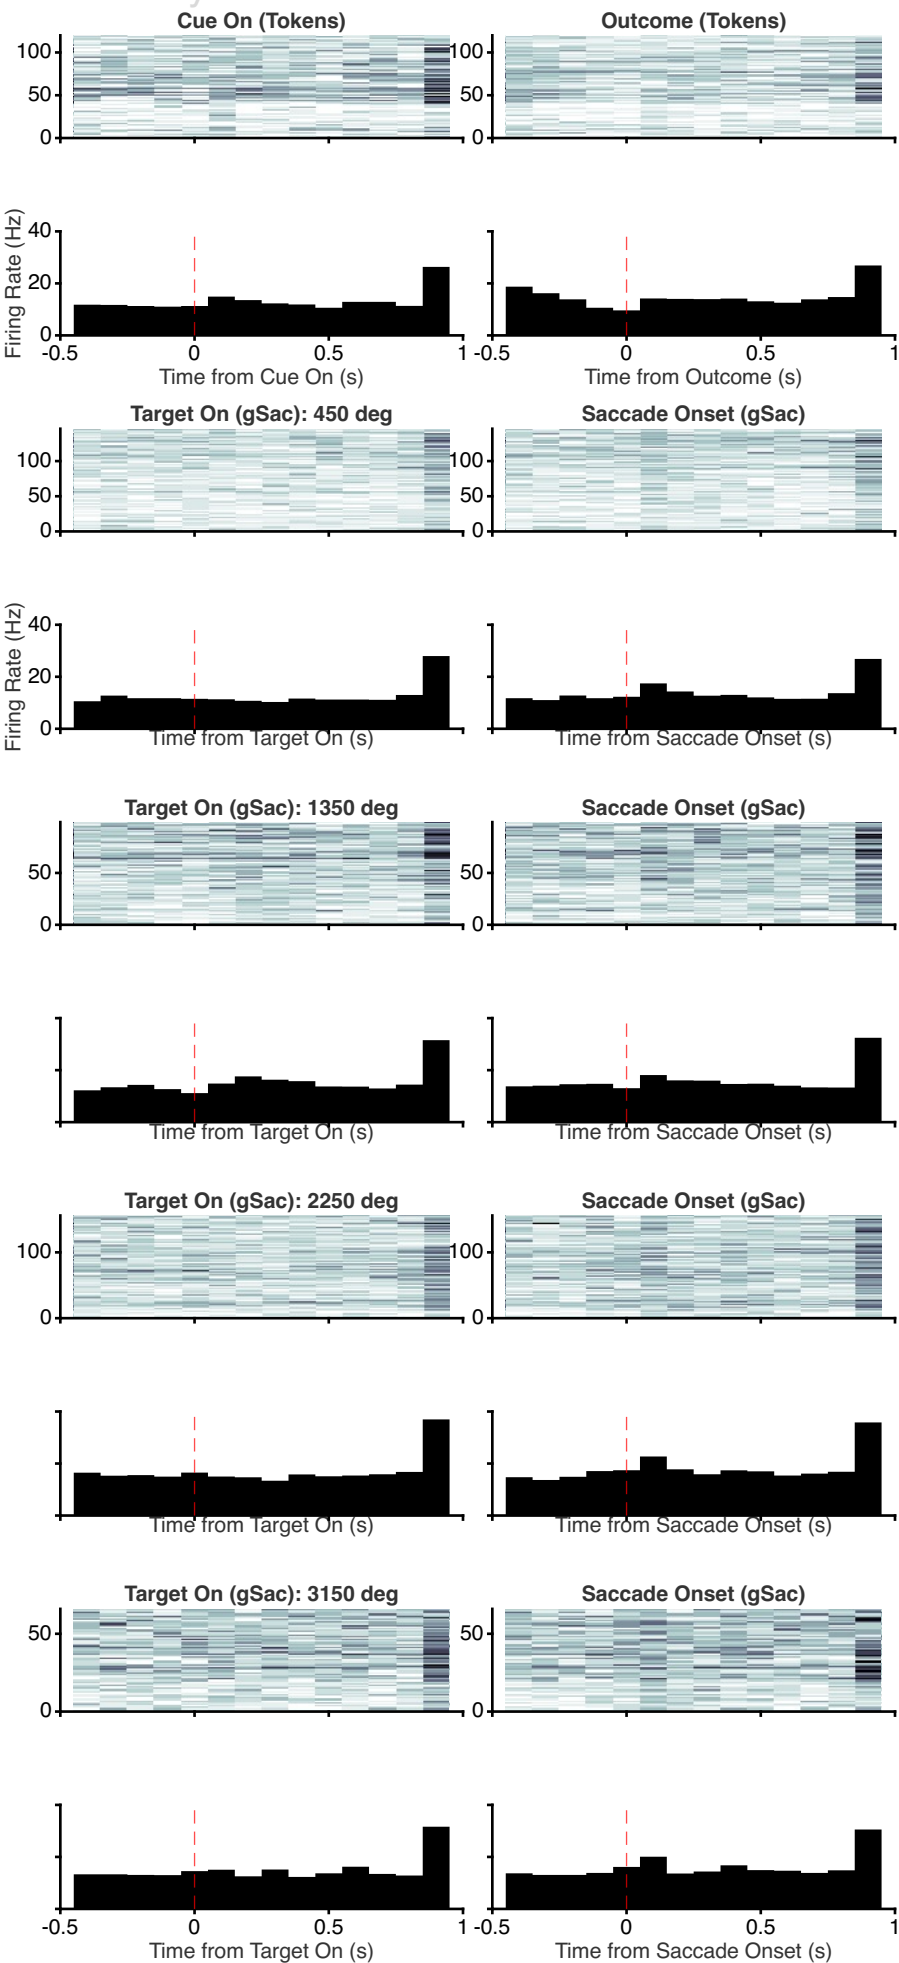 Cue On (Tokens)
Outcome (Tokens)
100
50
0
100
50
0
Firing Rate (Hz)
40
20
0
-0.5 0 0.5 1
Time from Cue On (s)
-0.5 0 0.5 1
Time from Outcome (s)
Target On (gSac): 450 deg
Saccade Onset (gSac)
100
50
0
100
50
0
Firing Rate (Hz)
40
20
0
Time from Target On (s)
Time from Saccade Onset (s)
Target On (gSac): 1350 deg
Saccade Onset (gSac)
50
0
50
0
Time from Target On (s)
Time from Saccade Onset (s)
Target On (gSac): 2250 deg
Saccade Onset (gSac)
100
0
100
0
Time from Target On (s)
Time from Saccade Onset (s)
Target On (gSac): 3150 deg
Saccade Onset (gSac)
50
0
50
0
-0.5 0 0.5 1
Time from Target On (s)
-0.5 0 0.5 1
Time from Saccade Onset (s)